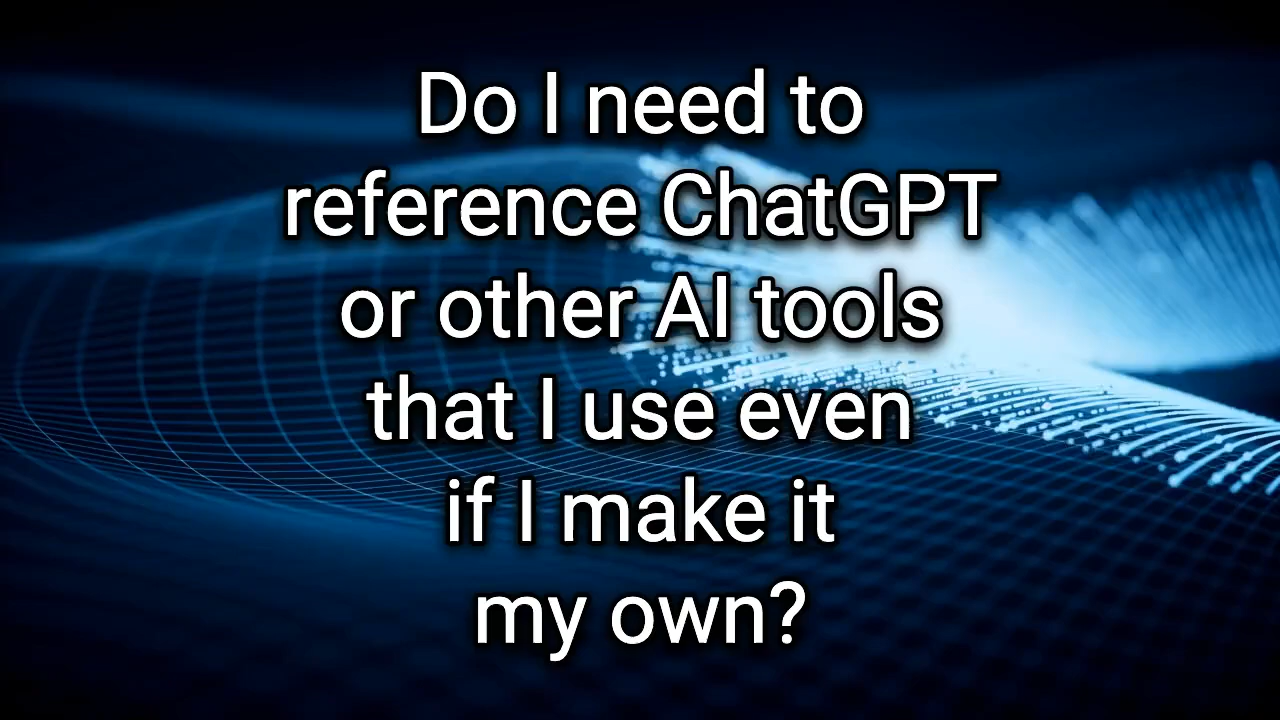 Do I need to
reference ChatGPT
or other AI tools
that I use even
if I make it
my own?